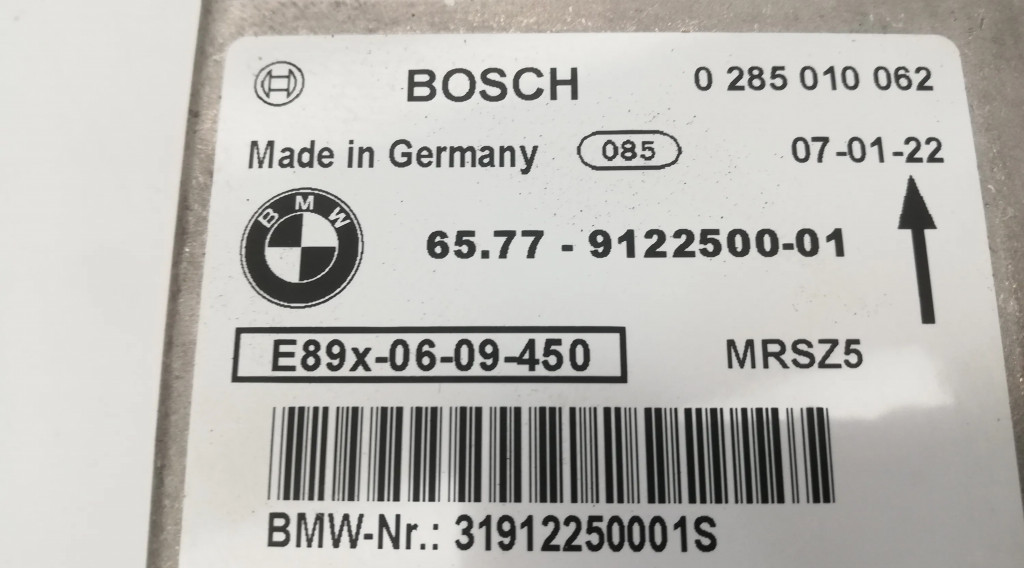 BOSCH 0 285 010 062
Made in Germany 085 07-01-22
BMW
65.77 - 9122500-01
E89x-06-09-450 MRSZ5
BMW-Nr.: 31912250001S